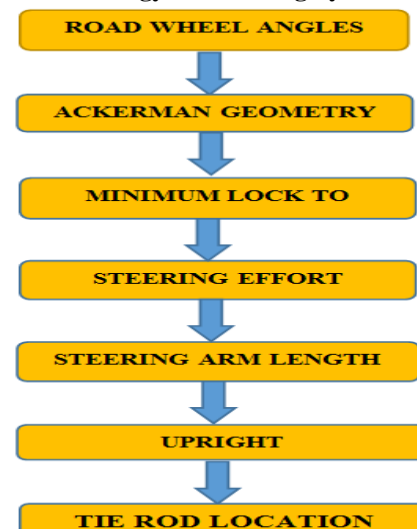 ROAD WHEEL ANGLES
ACKERMAN GEOMETRY
MINIMUM LOCK TO
STEERING EFFORT
STEERING ARM LENGTH
UPRIGHT
TIE ROD LOCATION